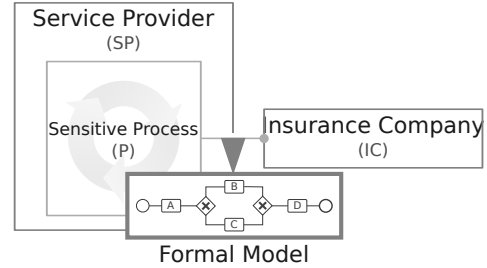 Service Provider
(SP)
Sensitive Process
(P)
Insurance Company
(IC)
A
B
C
D
Formal Model